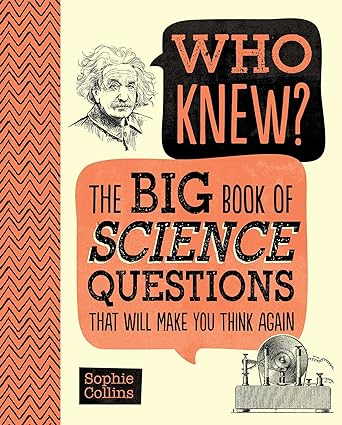 WHO
KNEW?
THE BIG BOOK OF
SCIENCE
QUESTIONS
THAT WILL MAKE YOU THINK AGAIN
Sophie
Collins